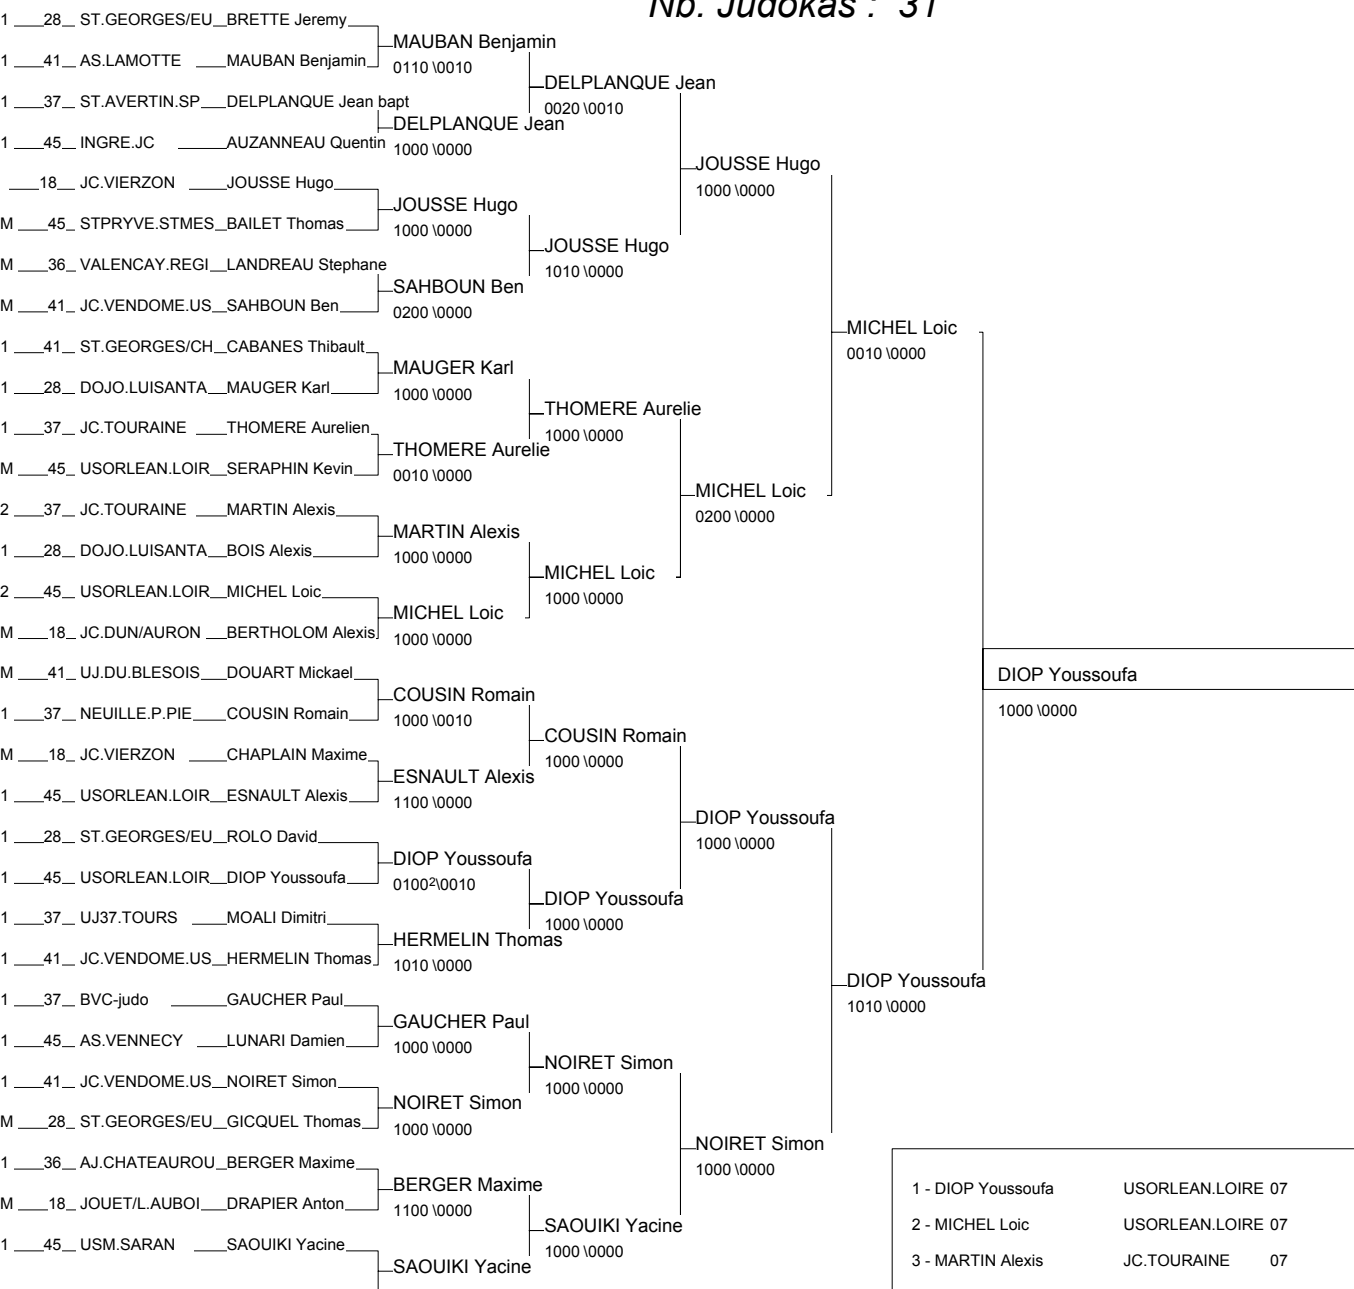 Nb. Judokas : 31
1 28 ST.GEORGES/EU BRETTE Jeremy
MAUBAN Benjamin
1 41 AS.LAMOTTE MAUBAN Benjamin
0110 \0010
DELPLANQUE Jean
1 37 ST.AVERTIN.SP DELPLANQUE Jean bapt
0020 \0010
DELPLANQUE Jean
1 45 INGRE.JC AUZANNEAU Quentin
1000 \0000
JOUSSE Hugo
18 JC.VIERZON JOUSSE Hugo
1000 \0000
JOUSSE Hugo
M 45 STPRYVE.STMES BAILET Thomas
1000 \0000
JOUSSE Hugo
M 36 VALENCAY.REGI LANDREAU Stephane
1010 \0000
SAHBOUN Ben
M 41 JC.VENDOME.US SAHBOUN Ben
0200 \0000
MICHEL Loic
1 41 ST.GEORGES/CH CABANES Thibault
0010 \0000
MAUGER Karl
1 28 DOJO.LUISANTA MAUGER Karl
1000 \0000
THOMERE Aurelie
1 37 JC.TOURAINE THOMERE Aurelien
1000 \0000
THOMERE Aurelie
M 45 USORLEAN.LOIR SERAPHIN Kevin
0010 \0000
MICHEL Loic
2 37 JC.TOURAINE MARTIN Alexis
0200 \0000
MARTIN Alexis
1 28 DOJO.LUISANTA BOIS Alexis
1000 \0000
MICHEL Loic
2 45 USORLEAN.LOIR MICHEL Loic
1000 \0000
MICHEL Loic
M 18 JC.DUN/AURON BERTHOLOM Alexis
1000 \0000
M 41 UJ.DU.BLESOIS DOUART Mickael
DIOP Youssoufa
COUSIN Romain
1 37 NEUILLE.P.PIE COUSIN Romain
1000 \0010
1000 \0000
COUSIN Romain
M 18 JC.VIERZON CHAPLAIN Maxime
1000 \0000
ESNAULT Alexis
1 45 USORLEAN.LOIR ESNAULT Alexis
1100 \0000
DIOP Youssoufa
1 28 ST.GEORGES/EU ROLO David
1000 \0000
DIOP Youssoufa
1 45 USORLEAN.LOIR DIOP Youssoufa
0100²\0010
DIOP Youssoufa
1 37 UJ37.TOURS MOALI Dimitri
1000 \0000
HERMELIN Thomas
1 41 JC.VENDOME.US HERMELIN Thomas
1010 \0000
DIOP Youssoufa
1 37 BVC-judo GAUCHER Paul
1010 \0000
GAUCHER Paul
1 45 AS.VENNECY LUNARI Damien
1000 \0000
NOIRET Simon
1 41 JC.VENDOME.US NOIRET Simon
1000 \0000
NOIRET Simon
M 28 ST.GEORGES/EU GICQUEL Thomas
1000 \0000
NOIRET Simon
1 36 AJ.CHATEAUROU BERGER Maxime
1000 \0000
BERGER Maxime
1 - DIOP Youssoufa USORLEAN.LOIRE 07
M 18 JOUET/L.AUBOI DRAPIER Anton
1100 \0000
SAOUIKI Yacine
2 - MICHEL Loic USORLEAN.LOIRE 07
1 45 USM.SARAN SAOUIKI Yacine
1000 \0000
3 - MARTIN Alexis JC.TOURAINE 07
SAOUIKI Yacine